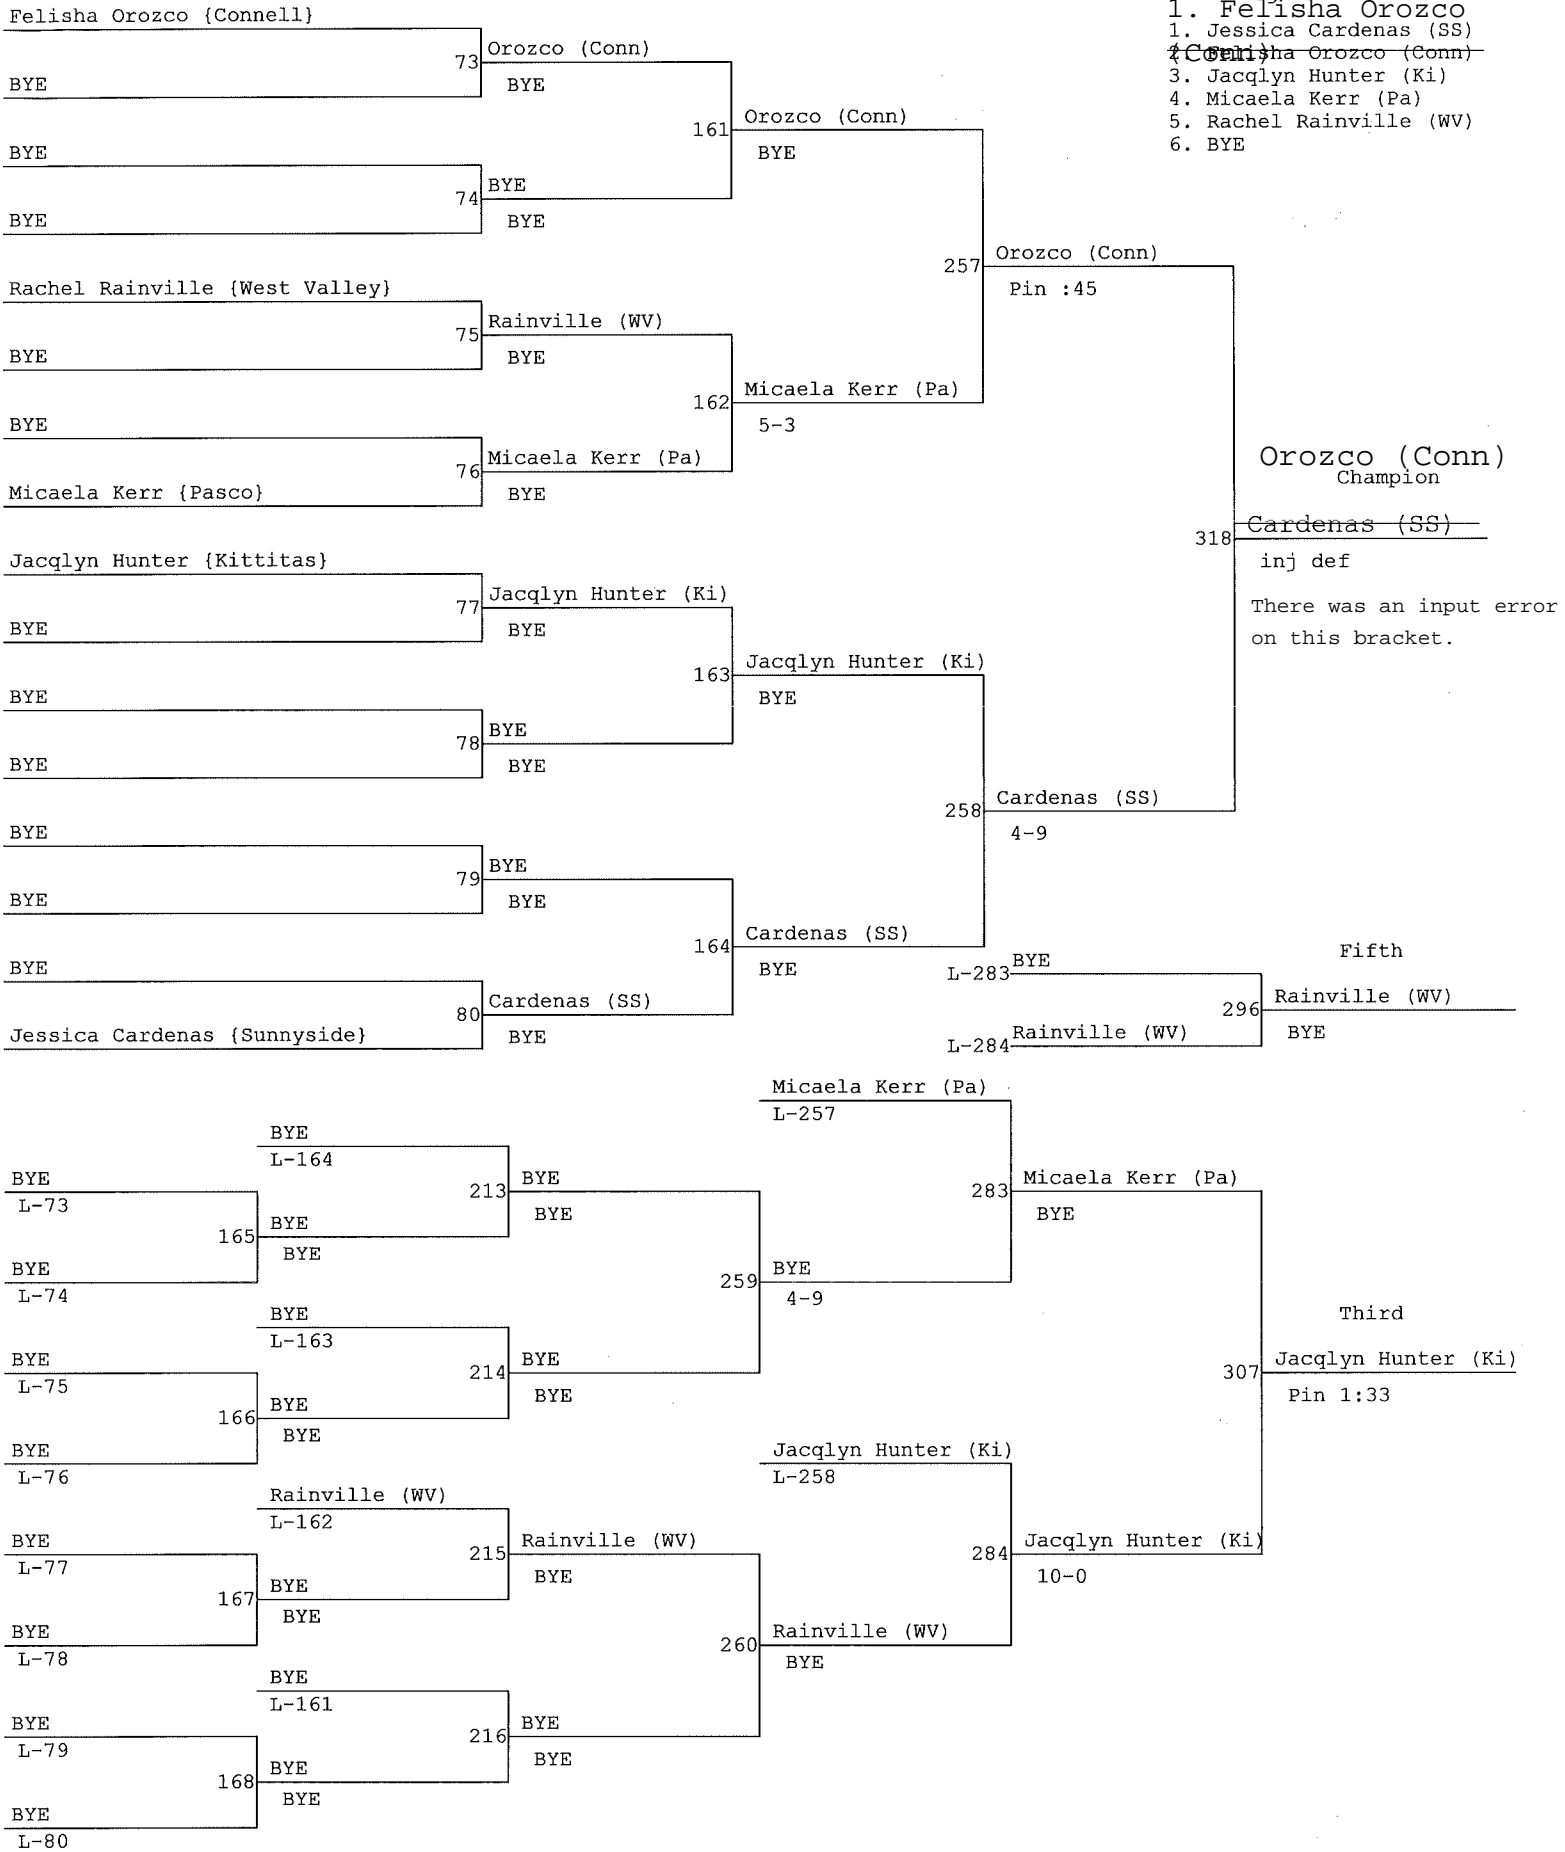 Felisha Orozco {Connell}
73
Orozco (Conn)
BYE
BYE
161
Orozco (Conn)
BYE
BYE
74
BYE
BYE
BYE
257
Orozco (Conn)
Pin :45
Rachel Rainville {West Valley}
75
Rainville (WV)
BYE
BYE
162
Micaela Kerr (Pa)
5-3
BYE
76
Micaela Kerr (Pa)
BYE
Micaela Kerr {Pasco}
1. Felisha Orozco
(Conn)
1. Jessica Cardenas (SS)
2. Felisha Orozco (Conn)
3. Jacqlyn Hunter (Ki)
4. Micaela Kerr (Pa)
5. Rachel Rainville (WV)
6. BYE
Orozco (Conn)
Champion
318
Cardenas (SS)
inj def
There was an input error
on this bracket.
Jacqlyn Hunter {Kittitas}
77
Jacqlyn Hunter (Ki)
BYE
BYE
163
Jacqlyn Hunter (Ki)
BYE
BYE
78
BYE
BYE
BYE
258
Cardenas (SS)
4-9
BYE
79
BYE
BYE
BYE
164
Cardenas (SS)
BYE
BYE
80
Cardenas (SS)
BYE
Jessica Cardenas {Sunnyside}
Fifth
L-283
BYE
296
Rainville (WV)
BYE
L-284
Rainville (WV)
Micaela Kerr (Pa)
L-257
BYE
L-164
BYE
L-73
213
BYE
BYE
165
BYE
BYE
BYE
L-74
283
Micaela Kerr (Pa)
BYE
259
BYE
4-9
BYE
L-163
BYE
L-75
214
BYE
BYE
166
BYE
BYE
BYE
L-76
Third
307
Jacqlyn Hunter (Ki)
Pin 1:33
Jacqlyn Hunter (Ki)
L-258
Rainville (WV)
L-162
BYE
L-77
215
Rainville (WV)
BYE
167
BYE
BYE
BYE
L-78
284
Jacqlyn Hunter (Ki)
10-0
260
Rainville (WV)
BYE
BYE
L-161
BYE
L-79
216
BYE
BYE
168
BYE
BYE
BYE
L-80